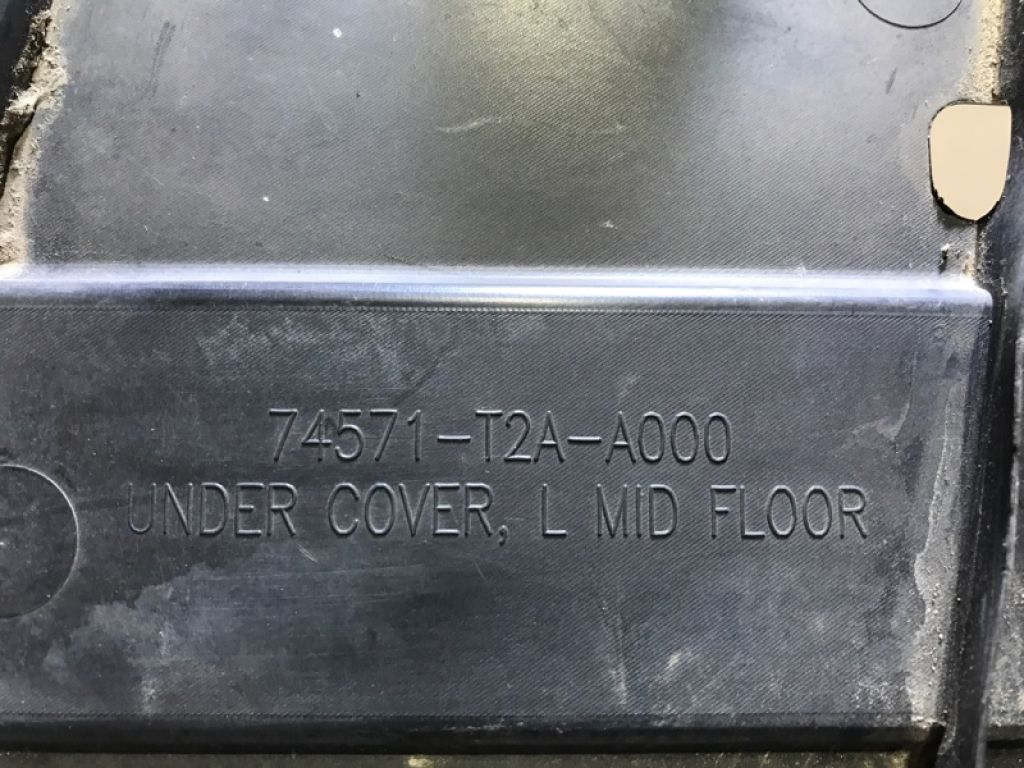 74571-T2A-A000
UNDER COVER, L MID FLOOR